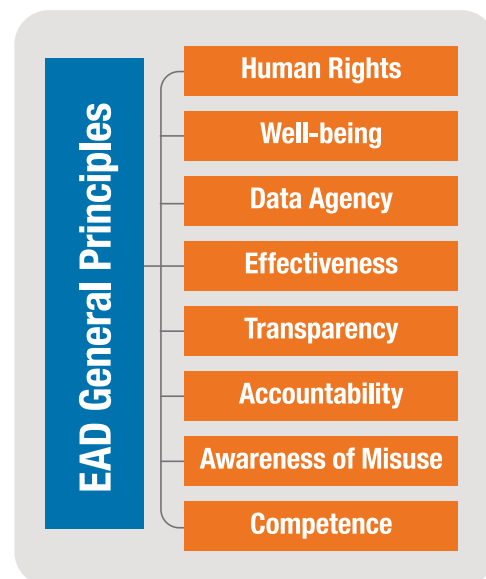 EAD General Principles
Human Rights
Well-being
Data Agency
Effectiveness
Transparency
Accountability
Awareness of Misuse
Competence